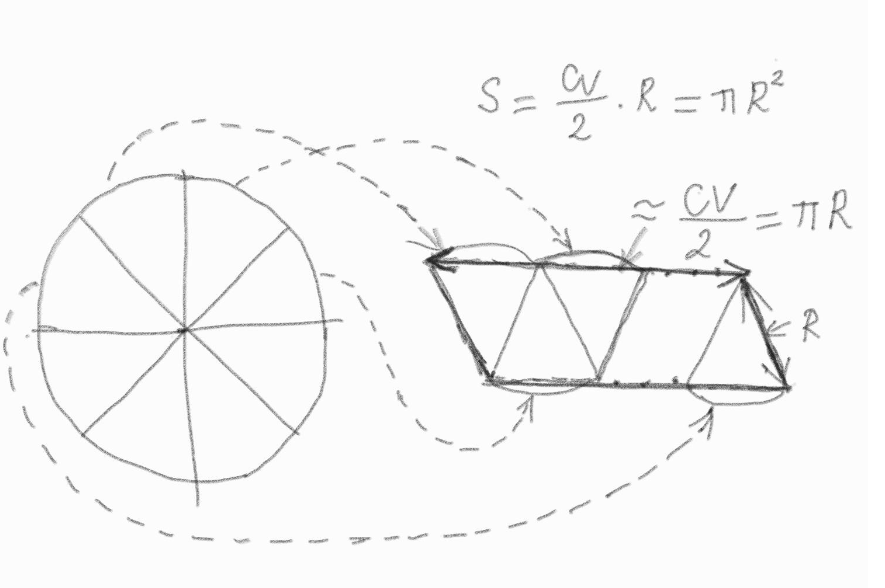 S = CV/2 · R = πR²
≈ CV/2 = πR
R